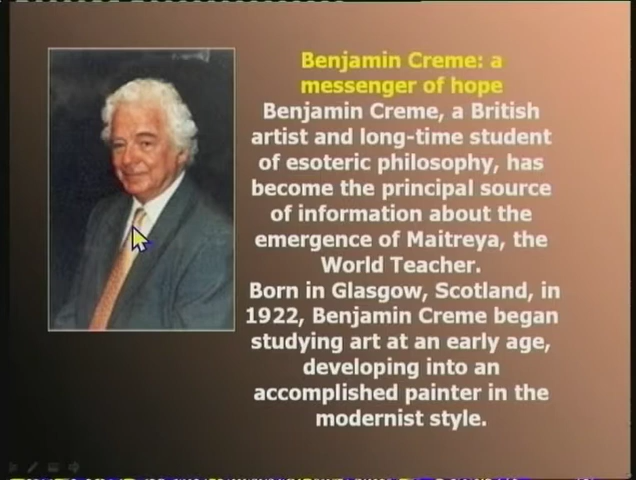 Benjamin Creme: a
messenger of hope
Benjamin Creme, a British
artist and long-time student
of esoteric philosophy, has
become the principal source
of information about the
emergence of Maitreya, the
World Teacher.
Born in Glasgow, Scotland, in
1922, Benjamin Creme began
studying art at an early age,
developing into an
accomplished painter in the
modernist style.